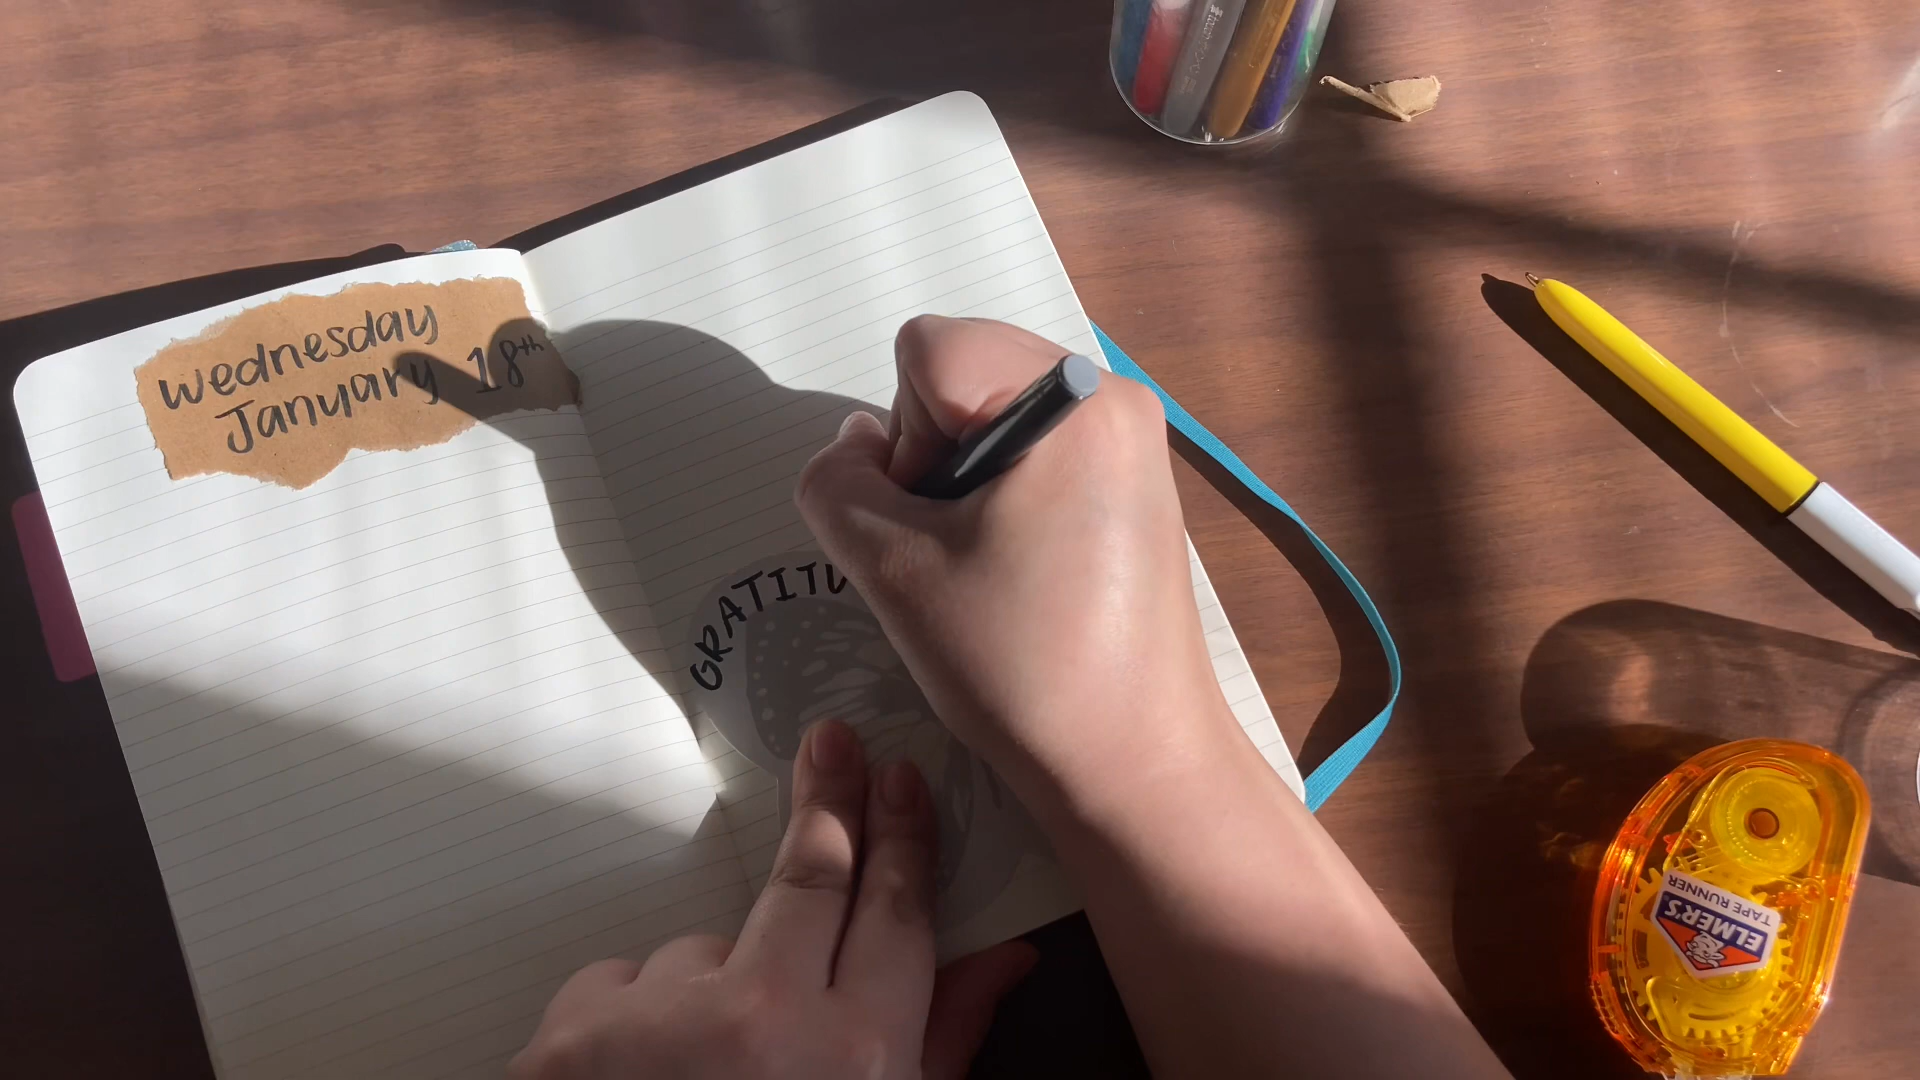 wednesday
January 18th
GRATITU
ELMER'S
TAPE RUNNER